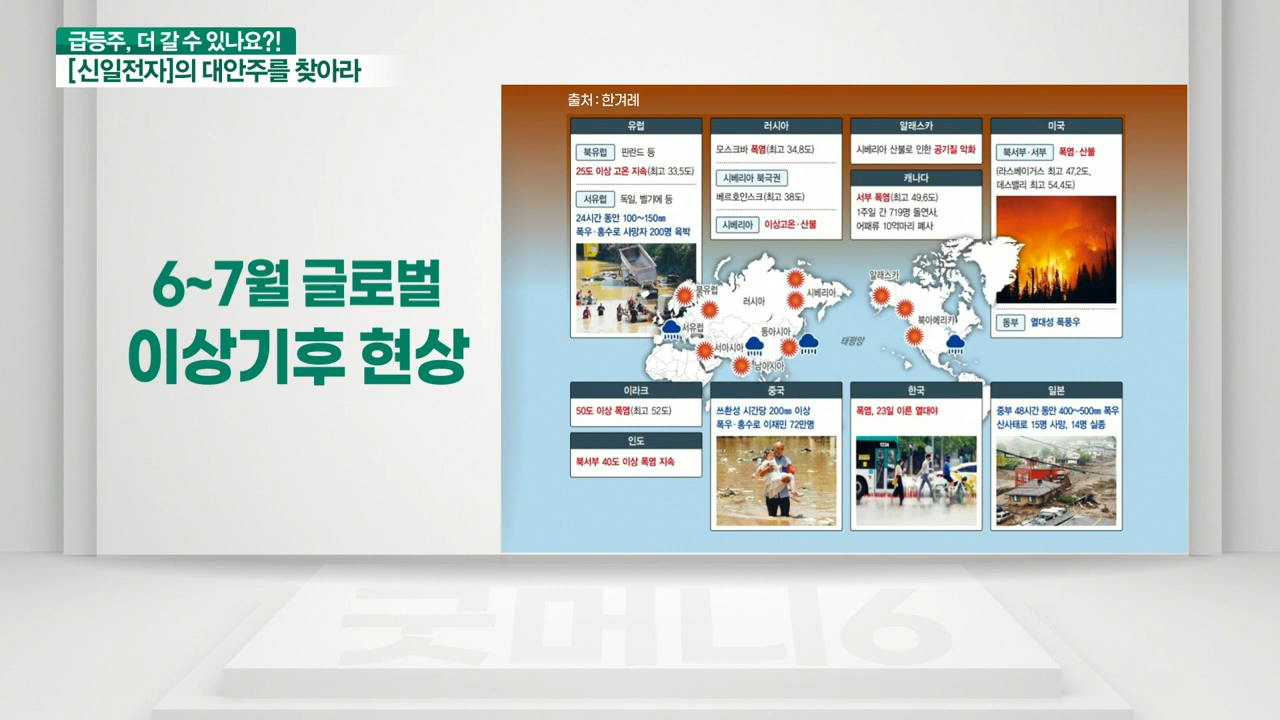 급등주, 더 갈 수 있나요?!
[신일전자]의 대안주를 찾아라
6~7월 글로벌
이상기후 현상
출처 : 한겨레
유럽
북유럽 핀란드 등
25도 이상 고온 지속(최고 33.5도)
서유럽 독일, 벨기에 등
24시간 동안 100~150㎜
폭우·홍수로 사망자 200명 육박
러시아
모스크바 폭염(최고 34.8도)
시베리아 북극권
베르호얀스크(최고 38도)
시베리아 이상고온·산불
알래스카
시베리아 산불로 인한 공기질 악화
캐나다
서부 폭염(최고 49.6도)
1주일 간 719명 돌연사,
어패류 10억마리 폐사
미국
북서부·서부 폭염·산불
(라스베이거스 최고 47.2도,
데스밸리 최고 54.4도)
동부 열대성 폭풍우
북유럽
러시아
시베리아
서유럽
서아시아
동아시아
남아시아
태평양
알래스카
북아메리카
이라크
50도 이상 폭염(최고 52도)
인도
북서부 40도 이상 폭염 지속
중국
쓰촨성 시간당 200㎜ 이상
폭우·홍수로 이재민 72만명
한국
폭염, 23일 이른 열대야
일본
중부 48시간 동안 400~500㎜ 폭우
산사태로 15명 사망, 14명 실종
굿머니6